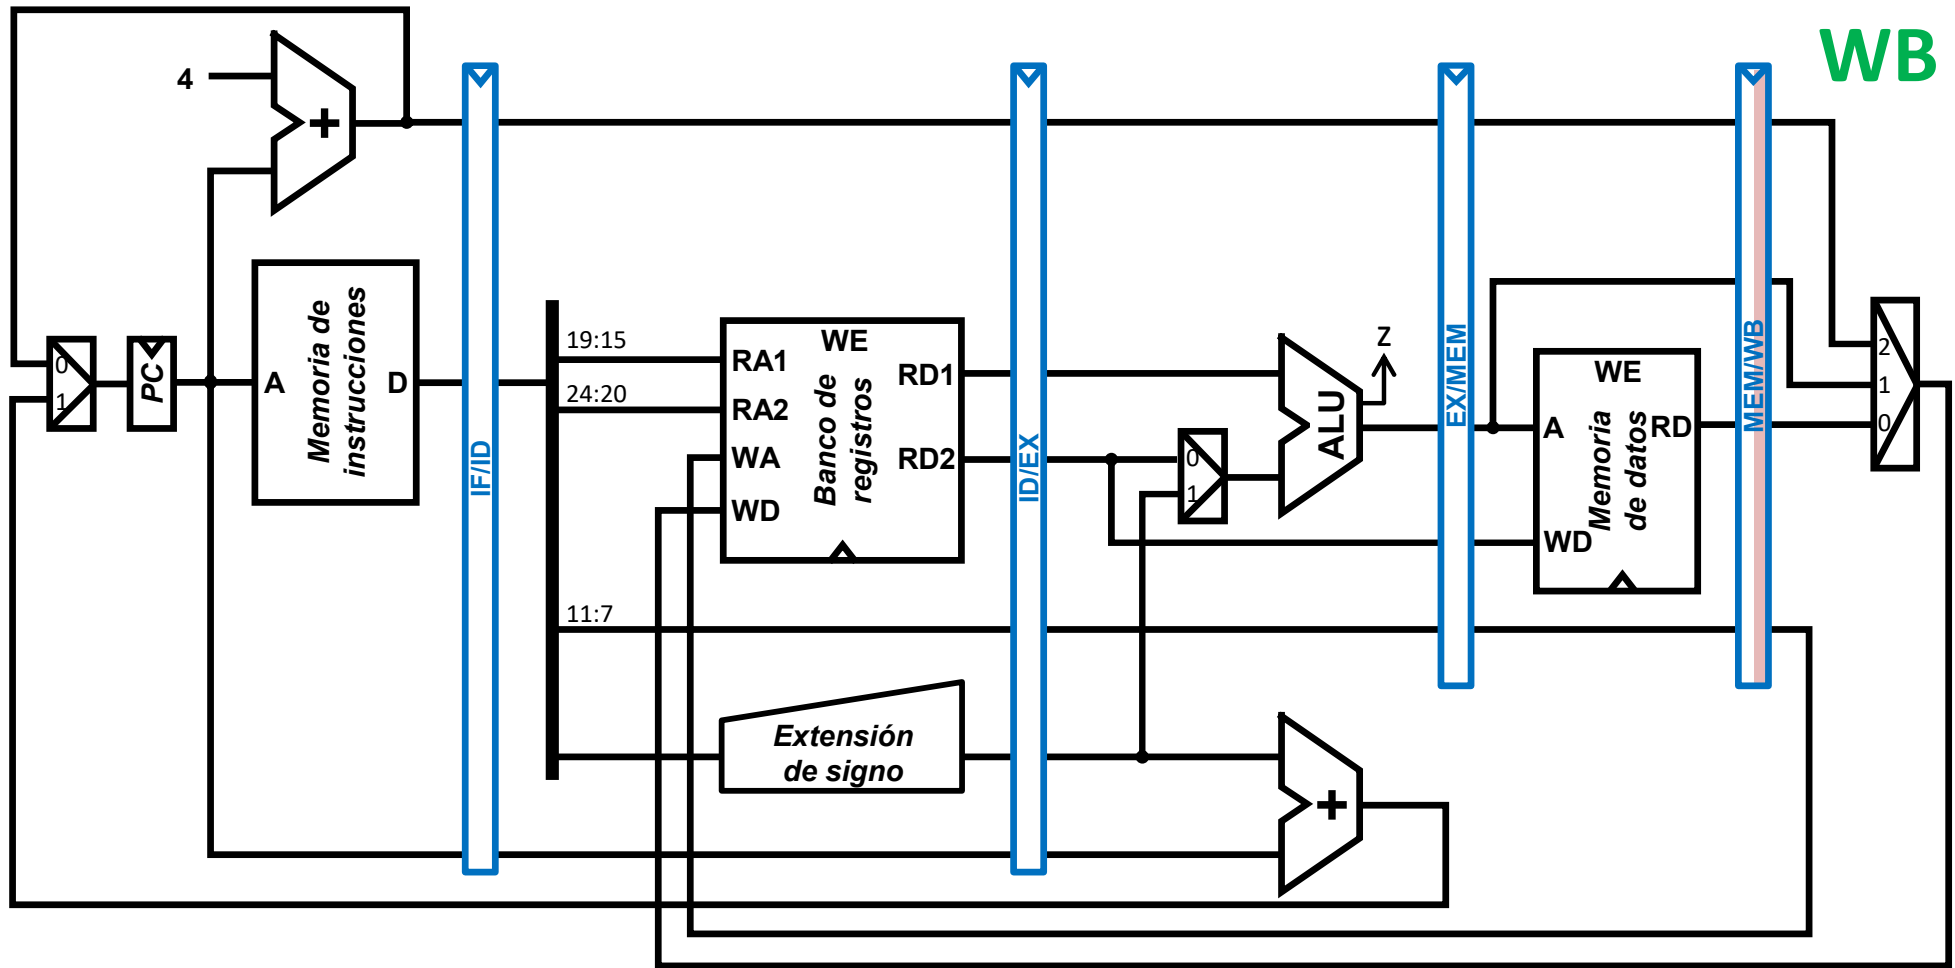 WB
4
+
IF/ID
ID/EX
EX/MEM
MEM/WB
0
1
PC
A
Memoria de
instrucciones
D
19:15
24:20
11:7
RA1
RA2
WA
WD
WE
Banco de
registros
RD1
RD2
Extensión
de signo
0
1
ALU
Z
+
A
WD
WE
Memoria
de datos
RD
2
1
0